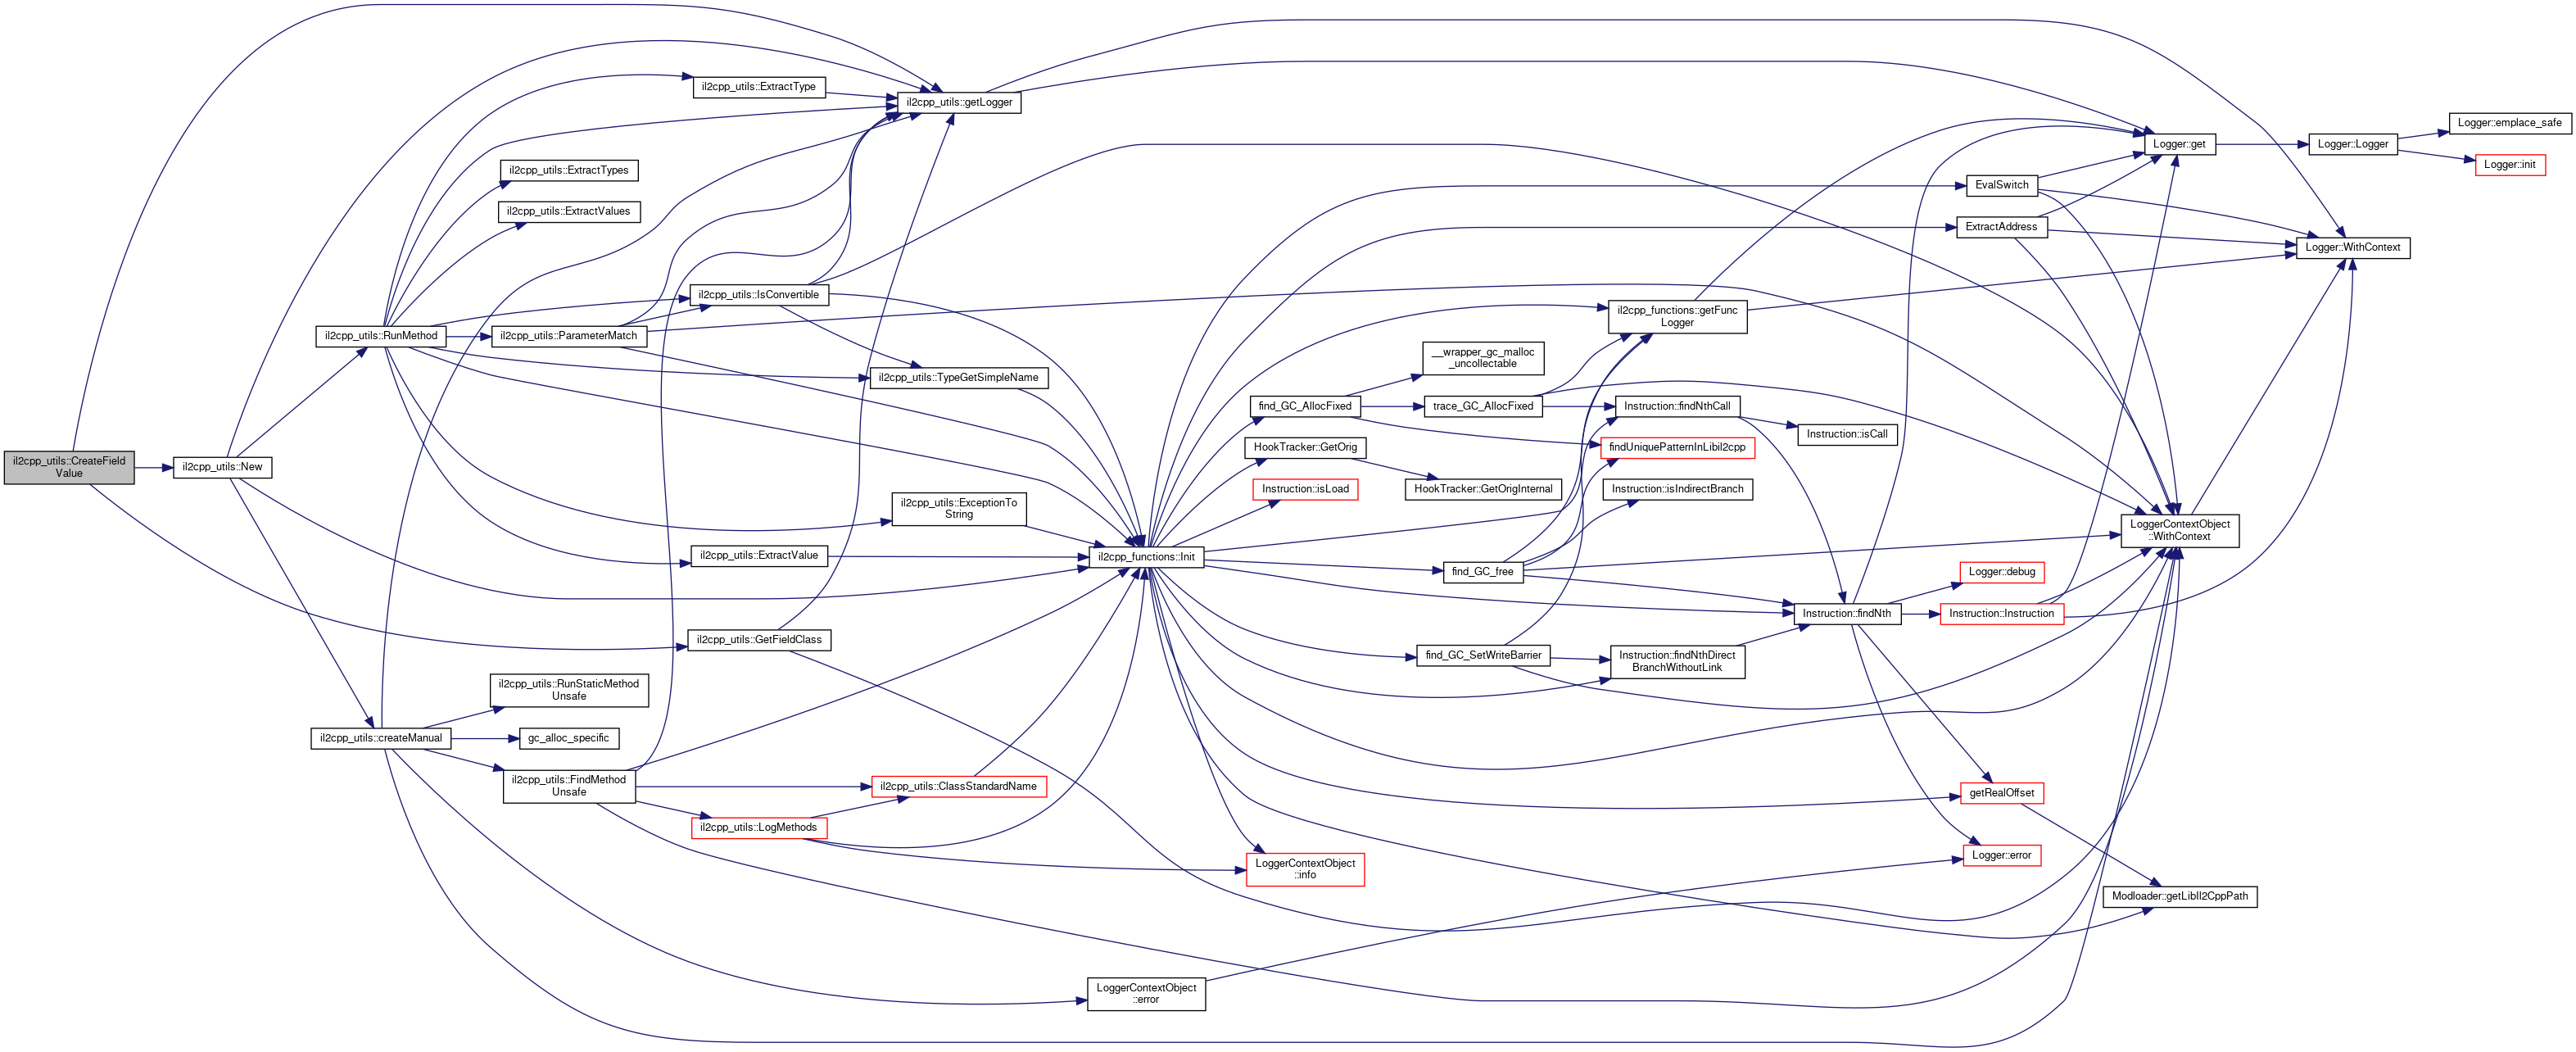 il2cpp_utils::CreateField
Value
il2cpp_utils::New
il2cpp_utils::RunMethod
il2cpp_utils::createManual
il2cpp_utils::ExtractType
il2cpp_utils::ExtractTypes
il2cpp_utils::ExtractValues
il2cpp_utils::IsConvertible
il2cpp_utils::ParameterMatch
il2cpp_utils::TypeGetSimpleName
il2cpp_utils::ExceptionTo
String
il2cpp_utils::ExtractValue
il2cpp_utils::GetFieldClass
il2cpp_utils::RunStaticMethod
Unsafe
gc_alloc_specific
il2cpp_utils::FindMethod
Unsafe
il2cpp_utils::ClassStandardName
il2cpp_utils::LogMethods
il2cpp_utils::getLogger
il2cpp_functions::Init
LoggerContextObject
::error
find_GC_AllocFixed
HookTracker::GetOrig
Instruction::isLoad
LoggerContextObject
::info
__wrapper_gc_malloc
_uncollectable
trace_GC_AllocFixed
HookTracker::GetOrigInternal
find_GC_free
find_GC_SetWriteBarrier
il2cpp_functions::getFunc
Logger
Instruction::findNthCall
findUniquePatternInLibil2cpp
Instruction::isIndirectBranch
Instruction::findNthDirect
BranchWithoutLink
Instruction::isCall
Instruction::findNth
EvalSwitch
ExtractAddress
Logger::debug
Instruction::Instruction
getRealOffset
Logger::error
Logger::get
LoggerContextObject
::WithContext
Modloader::getLibIl2CppPath
Logger::Logger
Logger::WithContext
Logger::emplace_safe
Logger::init